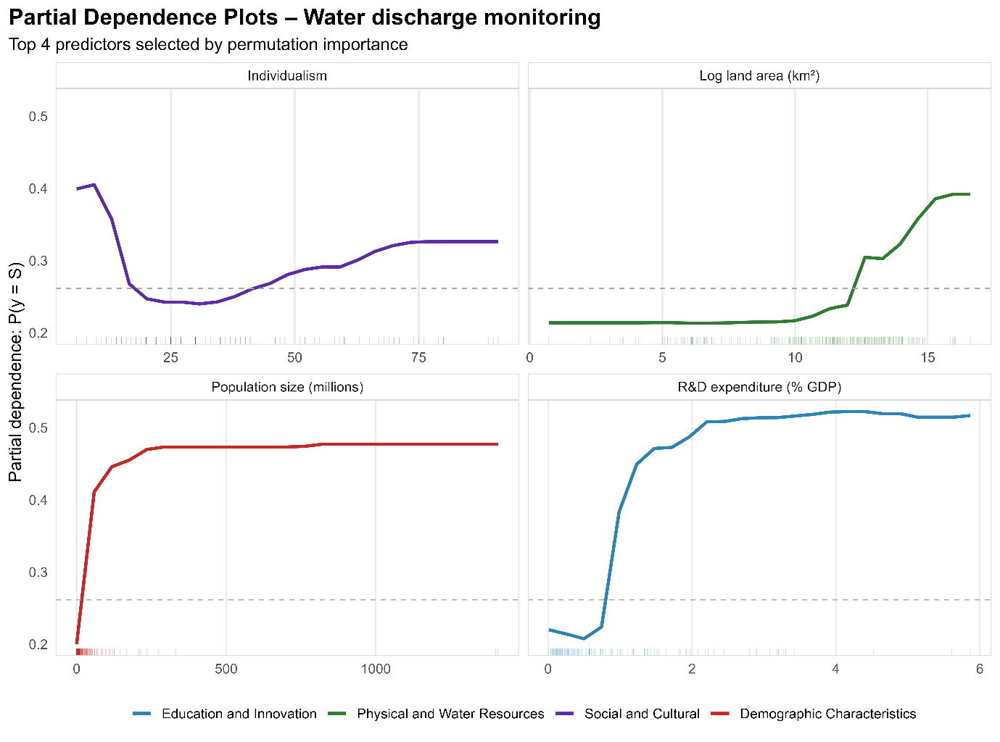 Partial Dependence Plots – Water discharge monitoring
Top 4 predictors selected by permutation importance
Partial dependence: P(y = S)
Individualism
0.5
0.4
0.3
0.2
25 50 75
Log land area (km²)
0 5 10 15
Population size (millions)
0.5
0.4
0.3
0.2
0 500 1000
R&D expenditure (% GDP)
0 2 4 6
Education and Innovation Physical and Water Resources Social and Cultural Demographic Characteristics